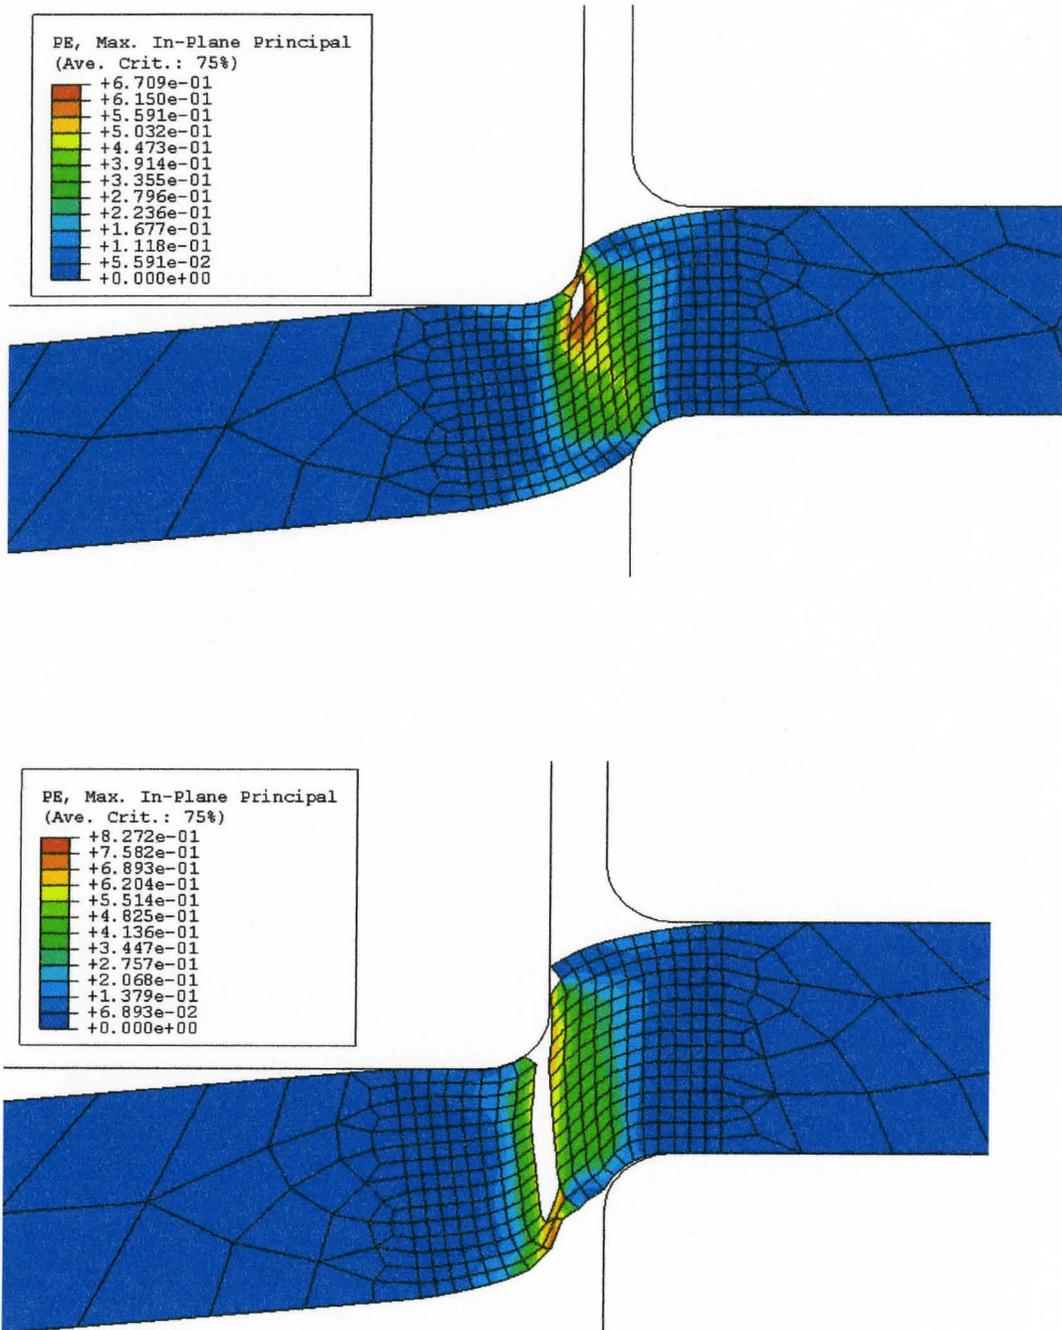 PE, Max. In-Plane Principal
(Ave. Crit.: 75%)
+6.709e-01
+6.150e-01
+5.591e-01
+5.032e-01
+4.473e-01
+3.914e-01
+3.355e-01
+2.796e-01
+2.236e-01
+1.677e-01
+1.118e-01
+5.591e-02
+0.000e+00
PE, Max. In-Plane Principal
(Ave. Crit.: 75%)
+8.272e-01
+7.582e-01
+6.893e-01
+6.204e-01
+5.514e-01
+4.825e-01
+4.136e-01
+3.447e-01
+2.757e-01
+2.068e-01
+1.379e-01
+6.893e-02
+0.000e+00